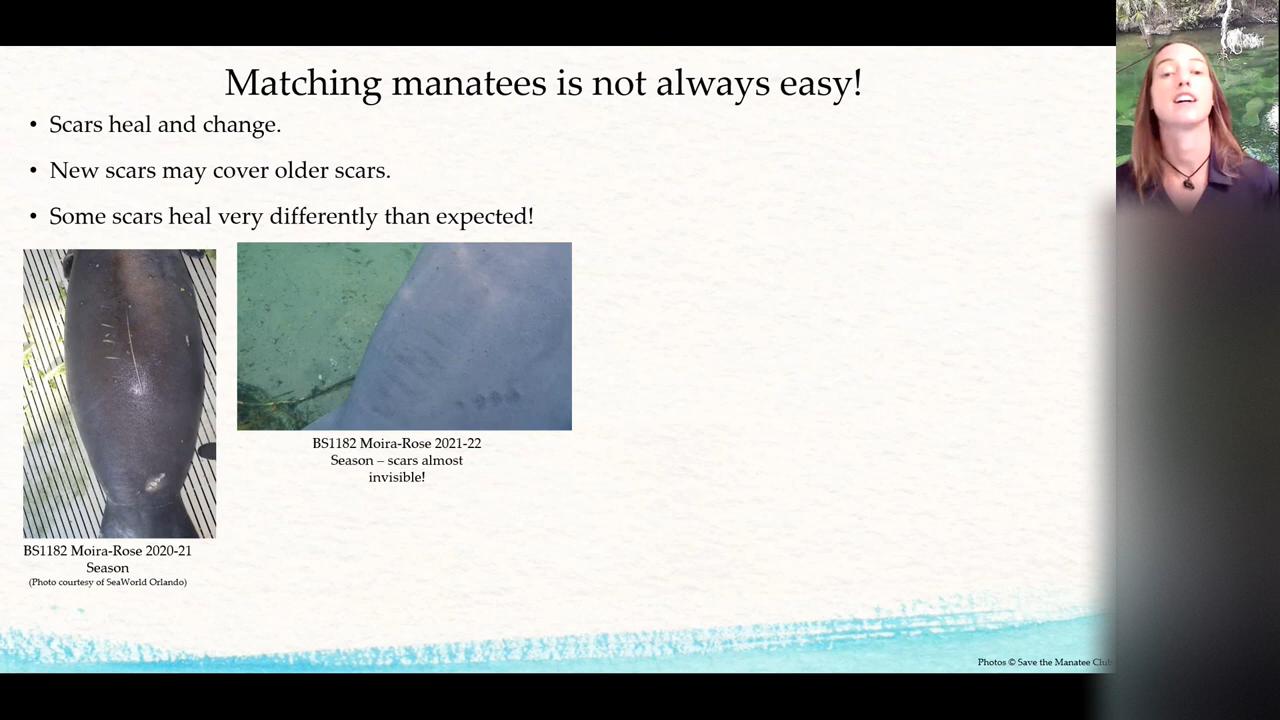 Matching manatees is not always easy!
• Scars heal and change.
• New scars may cover older scars.
• Some scars heal very differently than expected!
BS1182 Moira-Rose 2021-22
Season – scars almost
invisible!
BS1182 Moira-Rose 2020-21
Season
(Photo courtesy of SeaWorld Orlando)
Photos © Save the Manatee Club